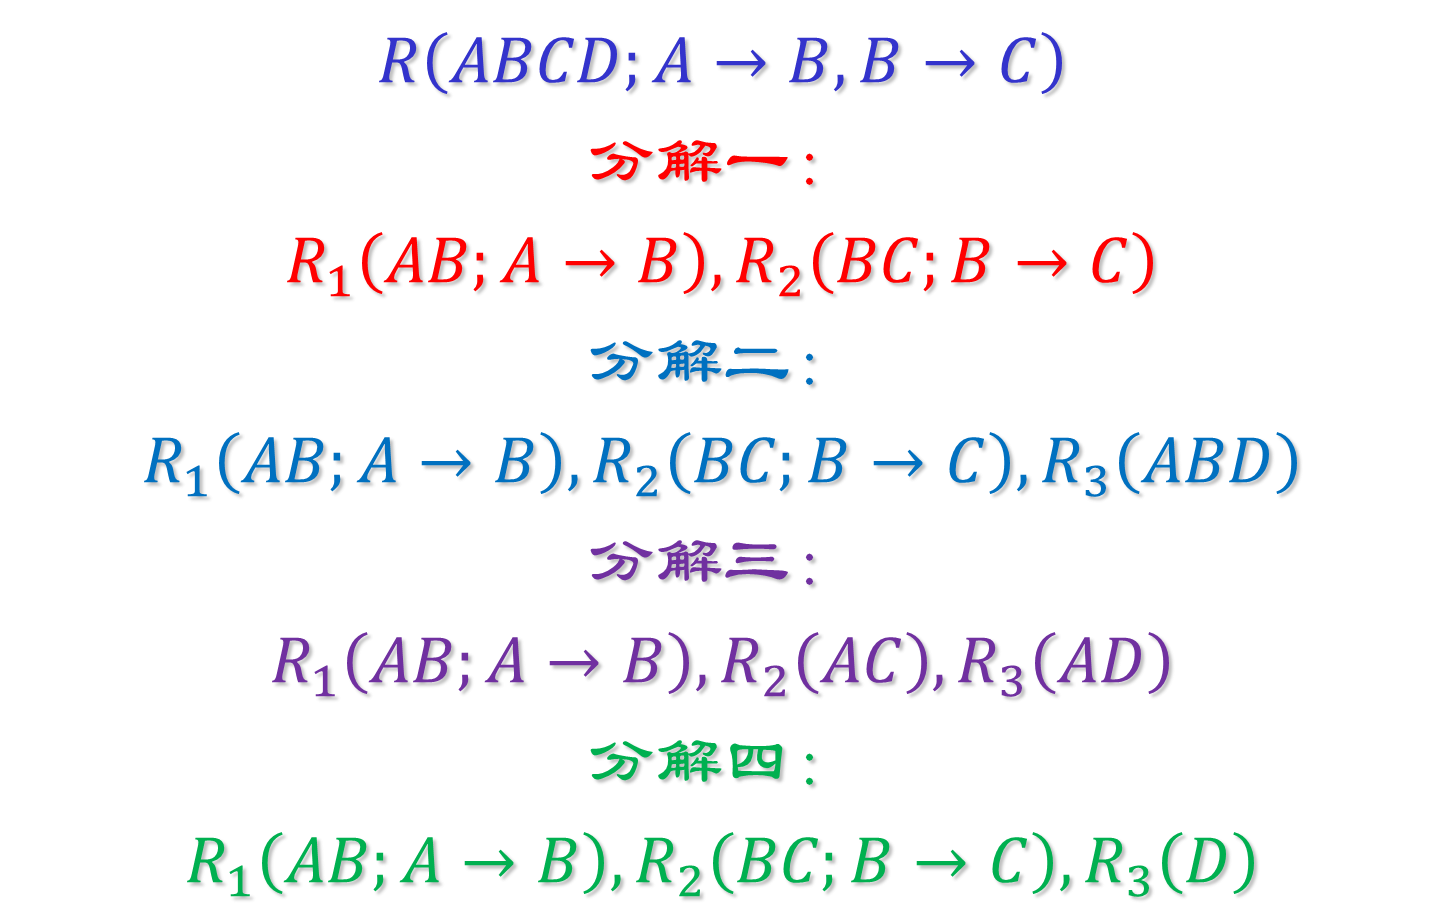 R(ABCD; A → B, B → C)
分解一：
R₁(AB; A → B), R₂(BC; B → C)
分解二：
R₁(AB; A → B), R₂(BC; B → C), R₃(ABD)
分解三：
R₁(AB; A → B), R₂(AC), R₃(AD)
分解四：
R₁(AB; A → B), R₂(BC; B → C), R₃(D)